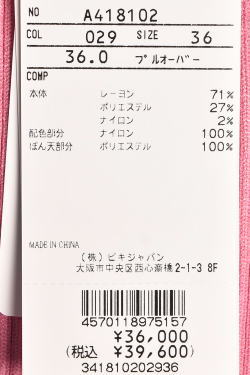 NO A418102
COL 029 SIZE 36
36.0 プルオーバー
COMP
本体 レーヨン 71%
ポリエステル 27%
ナイロン 2%
配色部分 ナイロン 100%
ぼん天部分 ポリエステル 100%
MADE IN CHINA
(株)ビキジャパン
大阪市中央区西心斎橋2-1-3 8F
4570118975157
¥36,000
(税込 ¥39,600)
341810202936